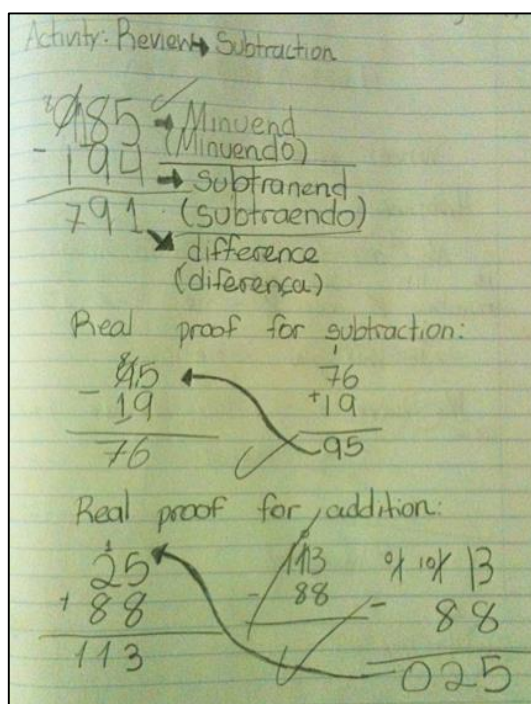 Activity: Review → Subtraction
985 → Minuend
(Minuendo)
- 194 → Subtranend
791 (subtraendo)
difference
(diferença)
Real proof for subtraction:
95 76
- 19 +19
76 95
Real proof for addition:
25 113 13
+ 88 - 88 - 88
113 025